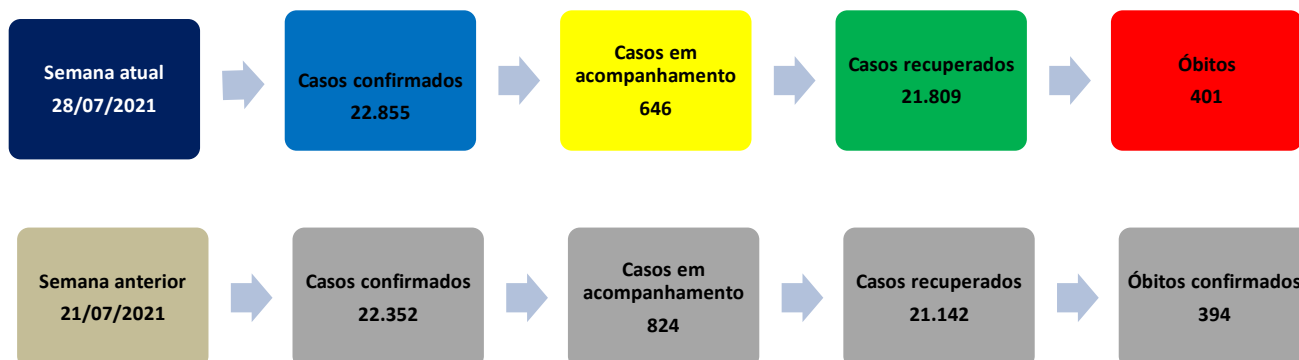 Semana atual
28/07/2021
Casos confirmados
22.855
Casos em
acompanhamento
646
Casos recuperados
21.809
Óbitos
401
Semana anterior
21/07/2021
Casos confirmados
22.352
Casos em
acompanhamento
824
Casos recuperados
21.142
Óbitos confirmados
394